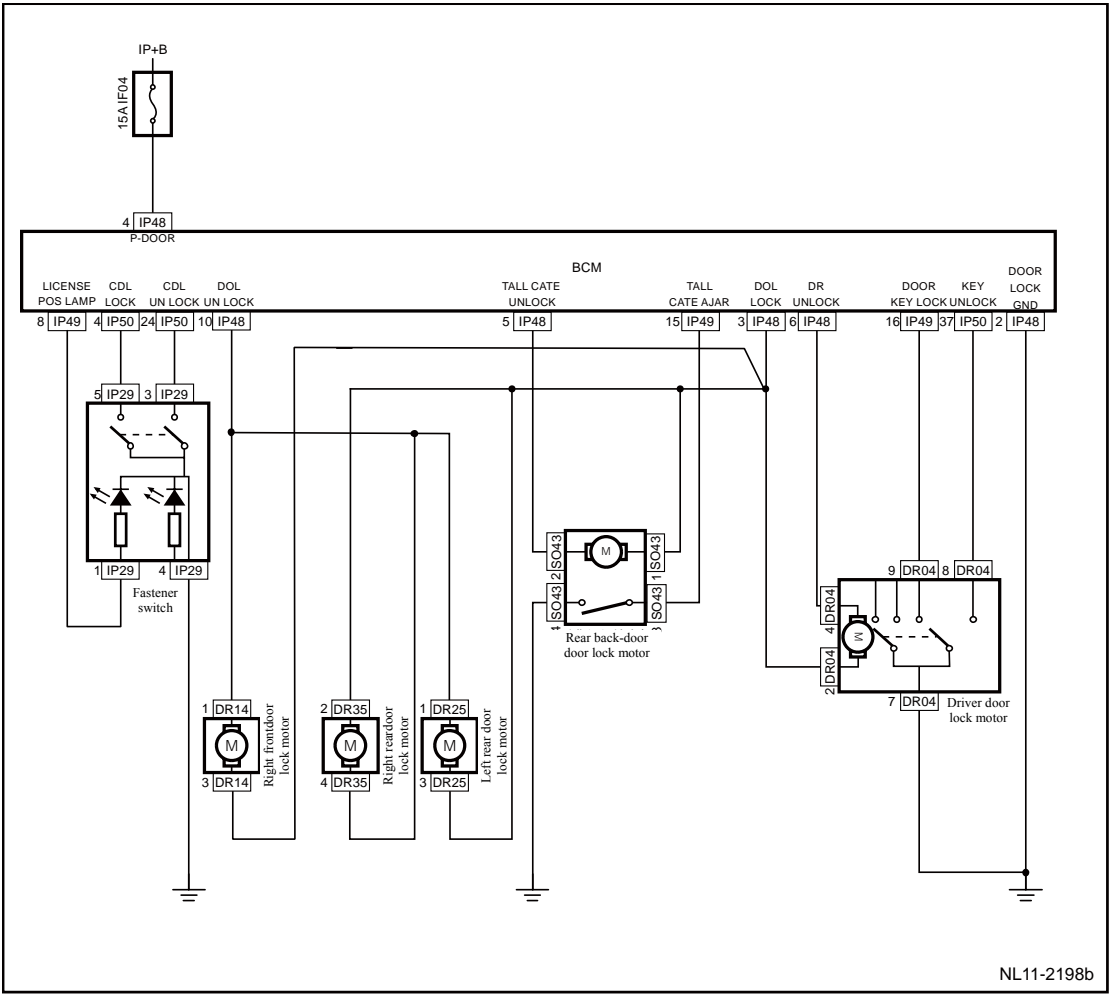 IP+B
15A IF04
4 IP48
P-DOOR
BCM
LICENSE
POS LAMP
CDL
LOCK
CDL
UN LOCK
DOL
UN LOCK
TALL CATE
UNLOCK
TALL
CATE AJAR
DOL
LOCK
DR
UNLOCK
DOOR
KEY LOCK
KEY
UNLOCK
DOOR
LOCK
GND
8 IP49
4 IP50
24 IP50
10 IP48
5 IP48
15 IP49
3 IP48
6 IP48
16 IP49
37 IP50
2 IP48
5 IP29
3 IP29
1 IP29
4 IP29
Fastener
switch
2 SO43
M
1 SO43
SO43
SO43
Rear back-door
door lock motor
9 DR04
8 DR04
4 DR04
M
2 DR04
7 DR04
Driver door
lock motor
1 DR14
M
3 DR14
Right frontdoor
lock motor
2 DR35
M
4 DR35
Right reardoor
lock motor
1 DR25
M
3 DR25
Left rear door
lock motor
NL11-2198b